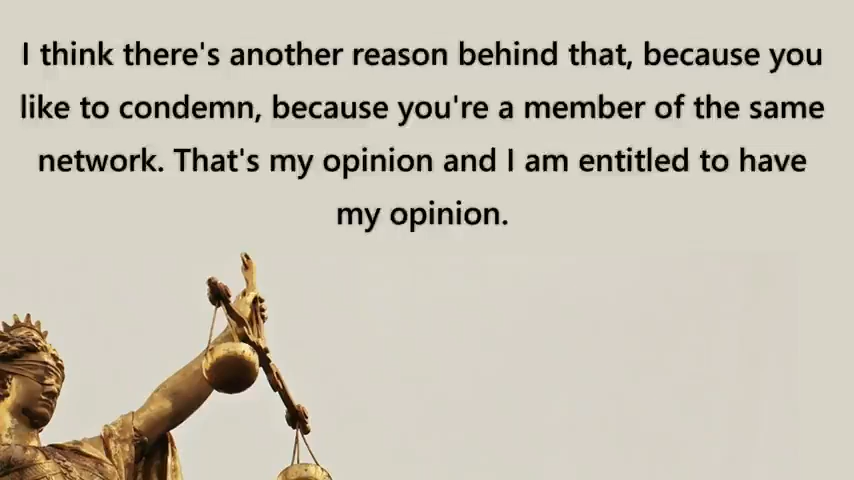 I think there's another reason behind that, because you
like to condemn, because you're a member of the same
network. That's my opinion and I am entitled to have
my opinion.